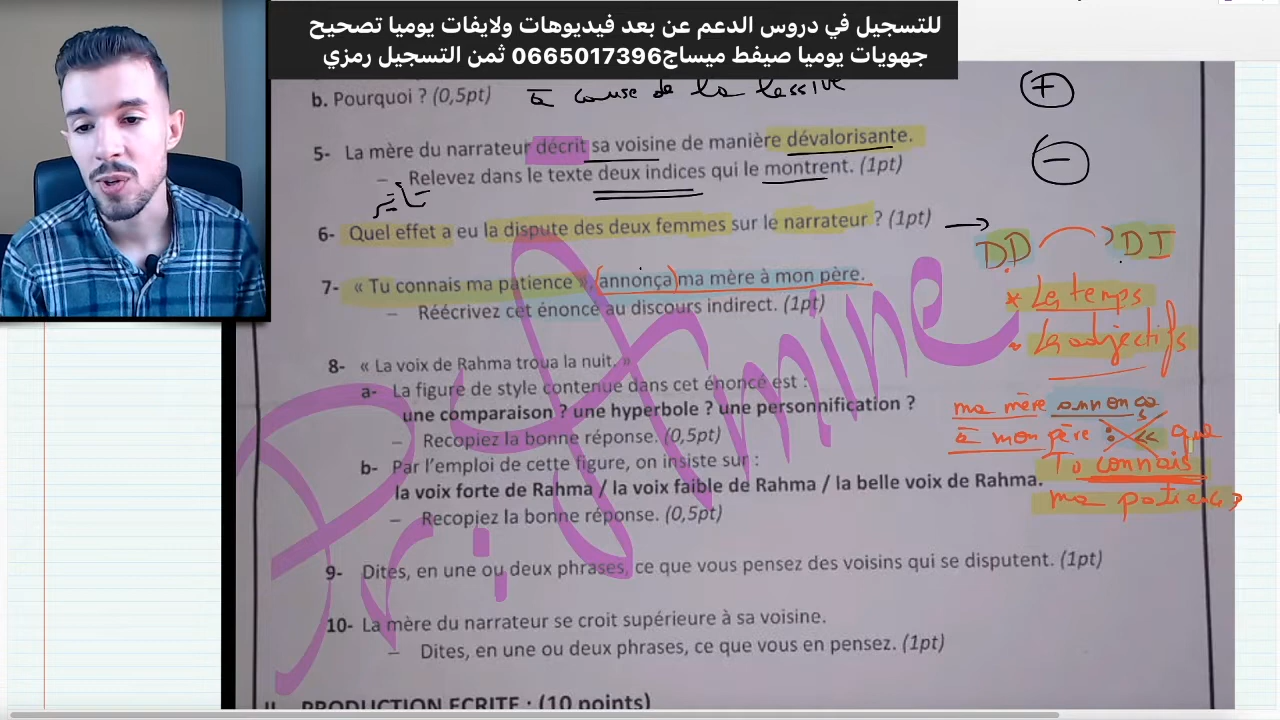 للتسجيل في دروس الدعم عن بعد فيديوهات ولايفات يوميا تصحيح
جهويات يوميا صيفط ميساج0665017396 ثمن التسجيل رمزي
b. Pourquoi ? (0,5pt) à cause de la lessive
5- La mère du narrateur décrit sa voisine de manière dévalorisante.
– Relevez dans le texte deux indices qui le montrent. (1pt)
+
−
تأثير
6- Quel effet a eu la dispute des deux femmes sur le narrateur ? (1pt)
DD DI
7- « Tu connais ma patience », (annonça) ma mère à mon père.
– Réécrivez cet énoncé au discours indirect. (1pt)
* Le temps
Les adjectifs
8- « La voix de Rahma troua la nuit. »
a- La figure de style contenue dans cet énoncé est :
une comparaison ? une hyperbole ? une personnification ?
– Recopiez la bonne réponse. (0,5pt)
b- Par l’emploi de cette figure, on insiste sur :
la voix forte de Rahma / la voix faible de Rahma / la belle voix de Rahma.
– Recopiez la bonne réponse. (0,5pt)
ma mère annonça
à mon père : « que
Tu connais
ma patience »
9- Dites, en une ou deux phrases, ce que vous pensez des voisins qui se disputent. (1pt)
10- La mère du narrateur se croit supérieure à sa voisine.
– Dites, en une ou deux phrases, ce que vous en pensez. (1pt)
II. PRODUCTION ECRITE : (10 points)
Pr. Amine